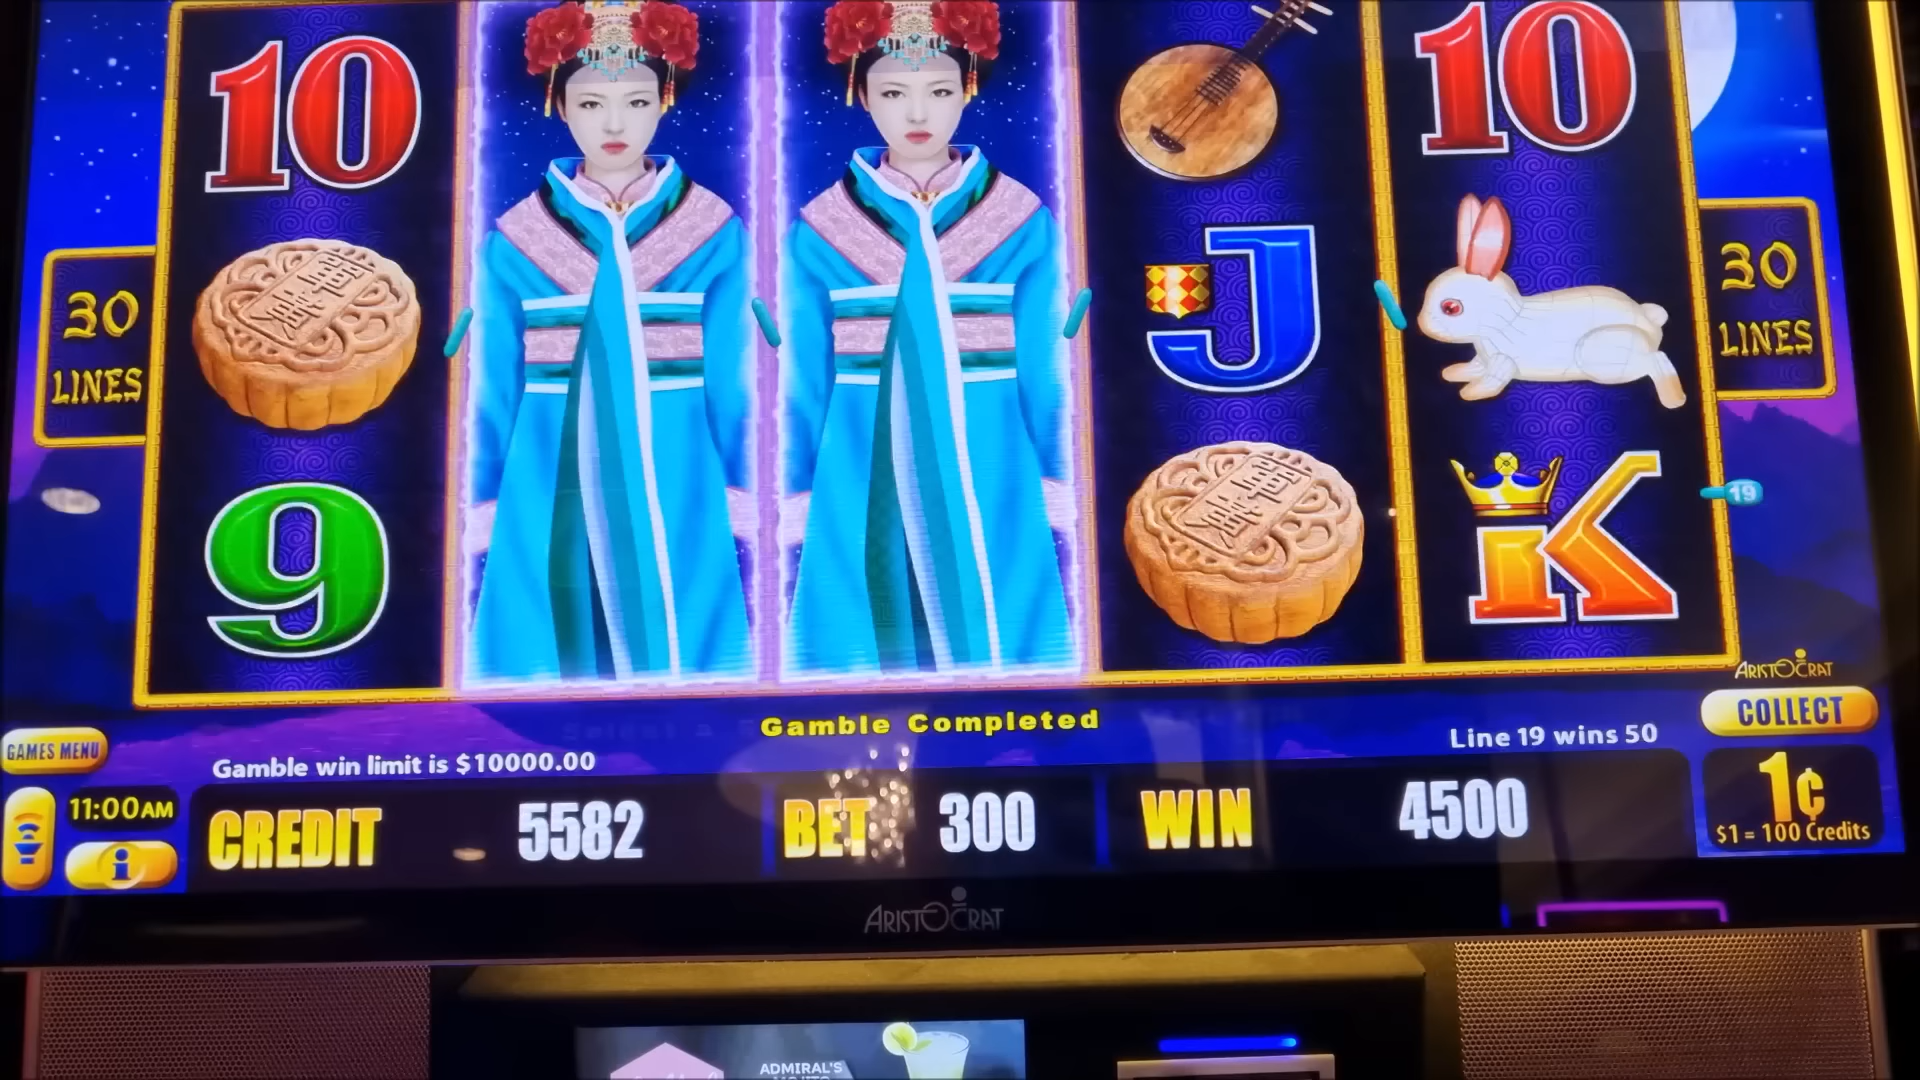 10
10
30
LINES
J
30
LINES
9
K
19
ARISTOCRAT
Gamble Completed
COLLECT
GAMES MENU
Gamble win limit is $10000.00
Line 19 wins 50
11:00AM
CREDIT 5582 BET 300 WIN 4500
1¢
$1 = 100 Credits
i
ARISTOCRAT
ADMIRAL'S
MOJITO